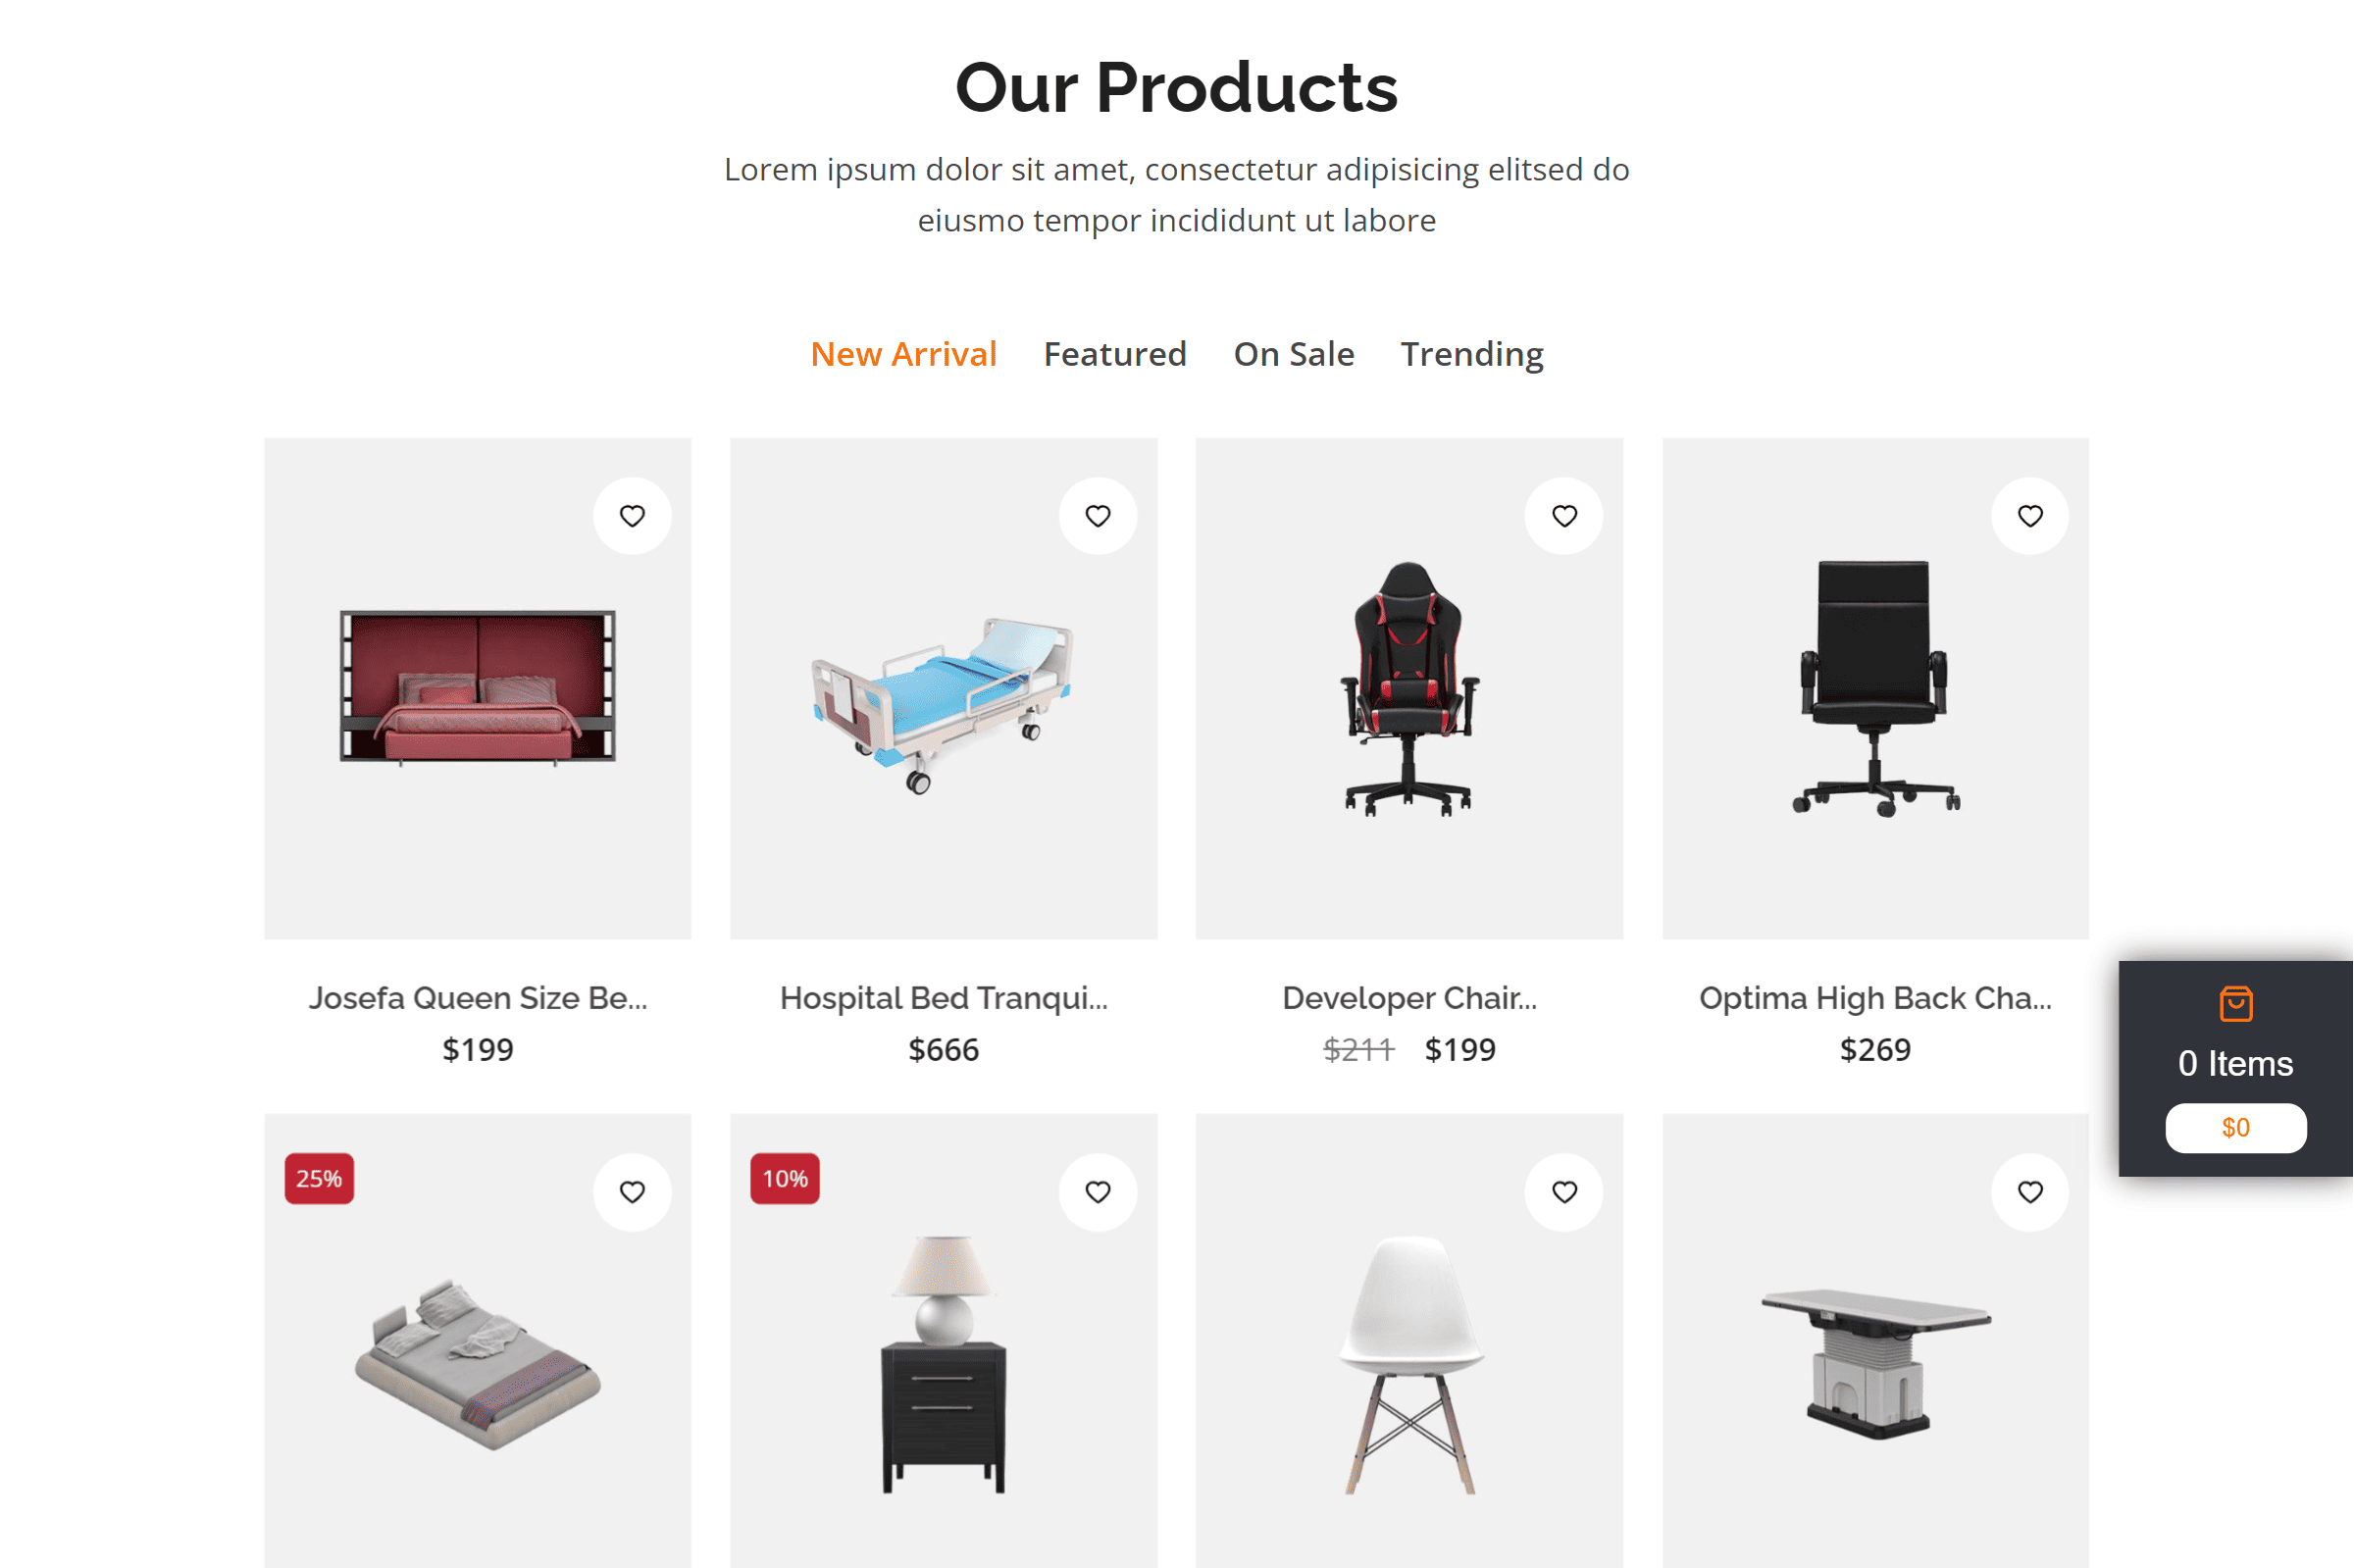 Our Products
Lorem ipsum dolor sit amet, consectetur adipisicing elitsed do
eiusmo tempor incididunt ut labore
New Arrival Featured On Sale Trending
Josefa Queen Size Be...
$199
Hospital Bed Tranqui...
$666
Developer Chair...
$211 $199
Optima High Back Cha...
$269
0 Items
$0
25%
10%